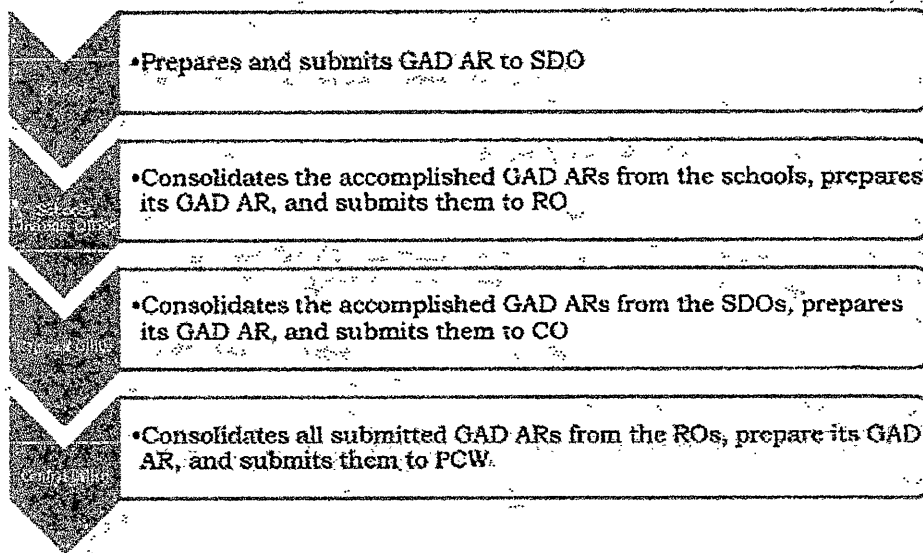 •Prepares and submits GAD AR to SDO
•Consolidates the accomplished GAD ARs from the schools, prepares
its GAD AR, and submits them to RO
•Consolidates the accomplished GAD ARs from the SDOs, prepares
its GAD AR, and submits them to CO
•Consolidates all submitted GAD ARs from the ROs, prepare its GAD
AR, and submits them to PCW.